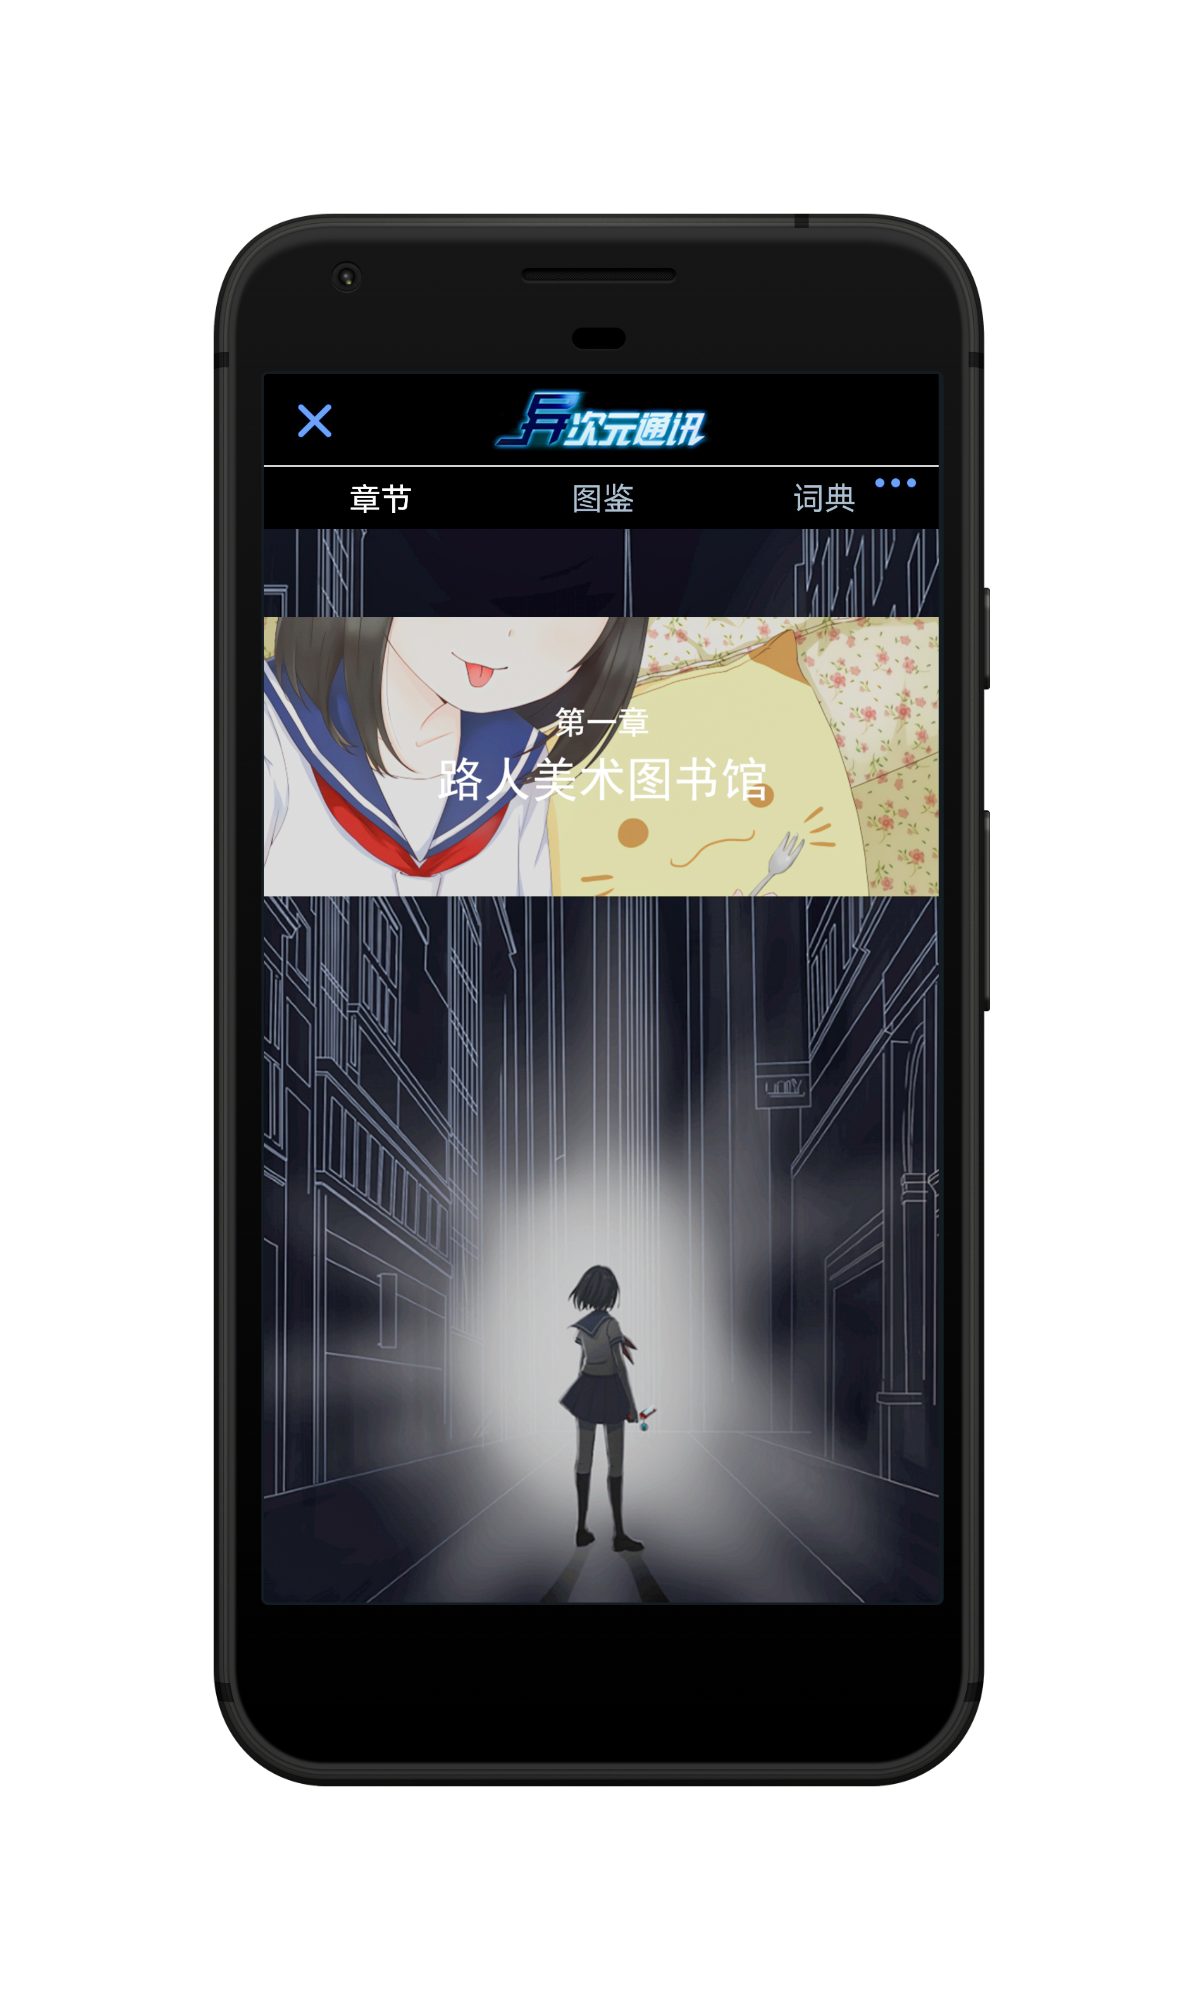 异次元通讯
章节 图鉴 词典
第一章
路人美术图书馆